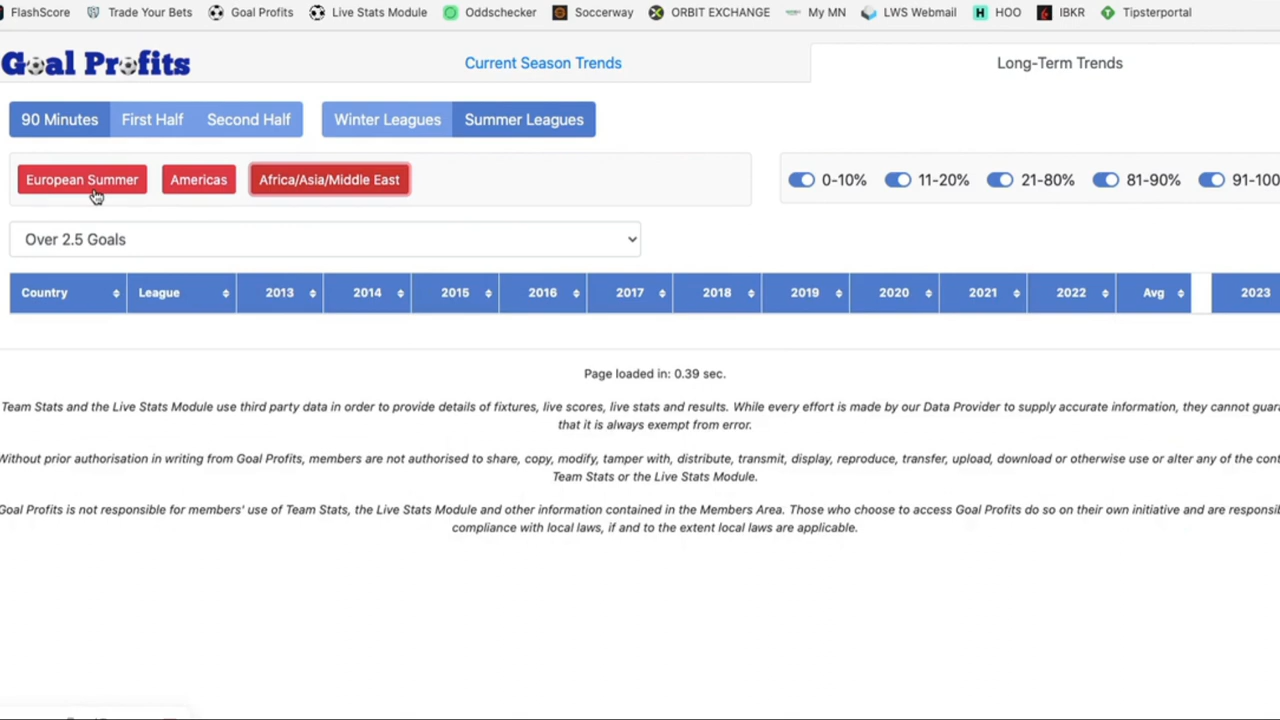 FlashScore Trade Your Bets Goal Profits Live Stats Module Oddschecker Soccerway ORBIT EXCHANGE My MN LWS Webmail H HOO IBKR T Tipsterportal
Goal Profits Current Season Trends Long-Term Trends
90 Minutes First Half Second Half Winter Leagues Summer Leagues
European Summer Americas Africa/Asia/Middle East 0-10% 11-20% 21-80% 81-90% 91-100
Over 2.5 Goals
Country League 2013 2014 2015 2016 2017 2018 2019 2020 2021 2022 Avg 2023
Page loaded in: 0.39 sec.
Team Stats and the Live Stats Module use third party data in order to provide details of fixtures, live scores, live stats and results. While every effort is made by our Data Provider to supply accurate information, they cannot guar
that it is always exempt from error.
Without prior authorisation in writing from Goal Profits, members are not authorised to share, copy, modify, tamper with, distribute, transmit, display, reproduce, transfer, upload, download or otherwise use or alter any of the cont
Team Stats or the Live Stats Module.
Goal Profits is not responsible for members' use of Team Stats, the Live Stats Module and other information contained in the Members Area. Those who choose to access Goal Profits do so on their own initiative and are responsi
compliance with local laws, if and to the extent local laws are applicable.